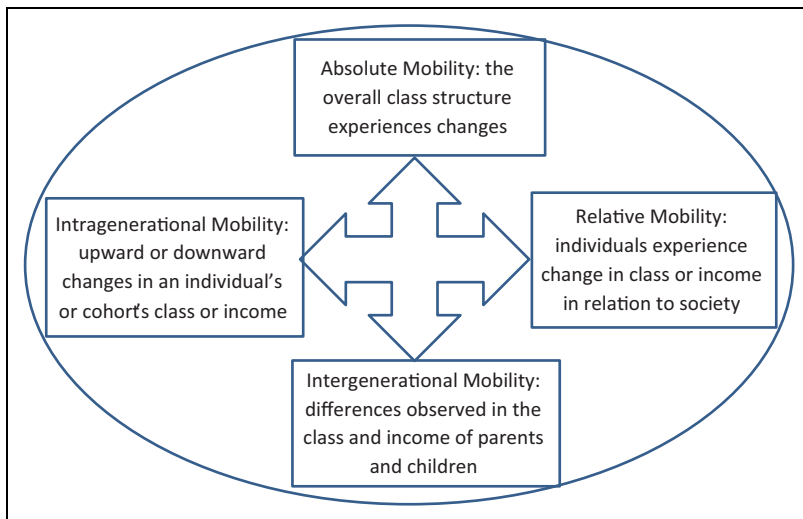 Absolute Mobility: the
overall class structure
experiences changes
Intragenerational Mobility:
upward or downward
changes in an individual's
or cohort's class or income
Relative Mobility:
individuals experience
change in class or income
in relation to society
Intergenerational Mobility:
differences observed in the
class and income of parents
and children